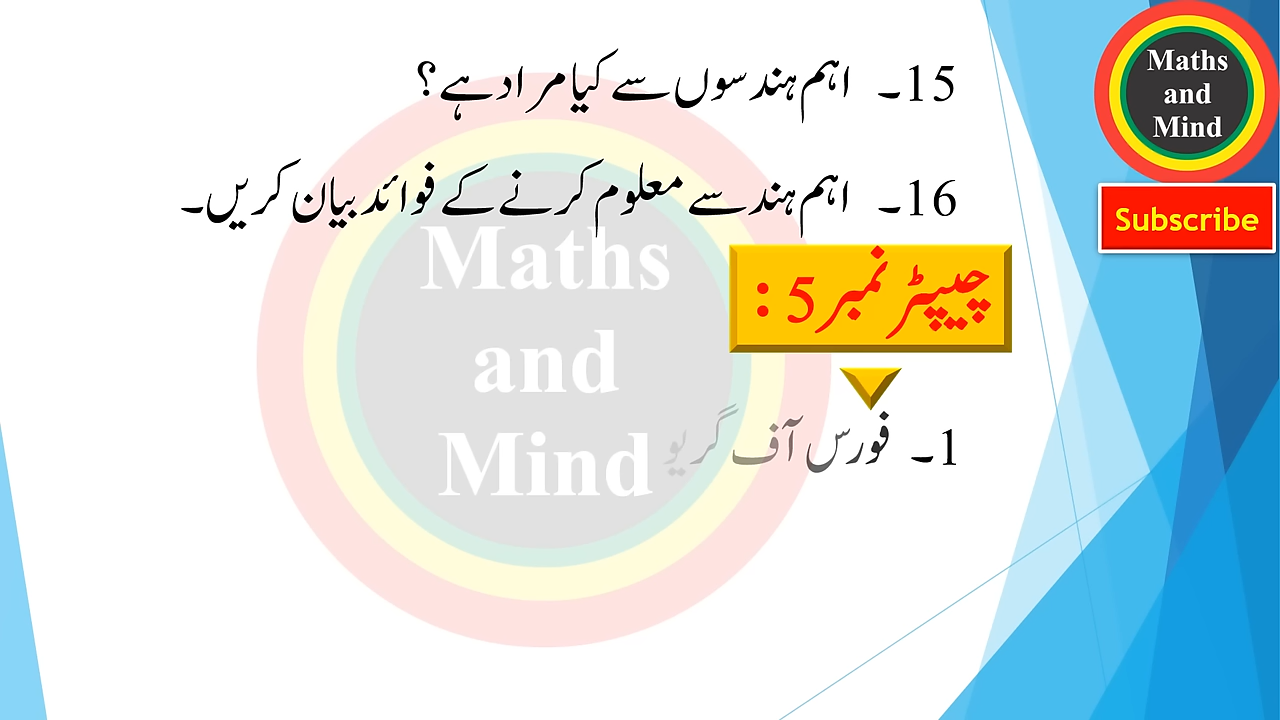 15۔ اہم ہندسوں سے کیا مراد ہے؟
16۔ اہم ہندسے معلوم کرنے کے فوائد بیان کریں۔
چیپٹر نمبر 5 :
1۔ فورس آف گریو
Maths
and
Mind
Maths
and
Mind
Subscribe